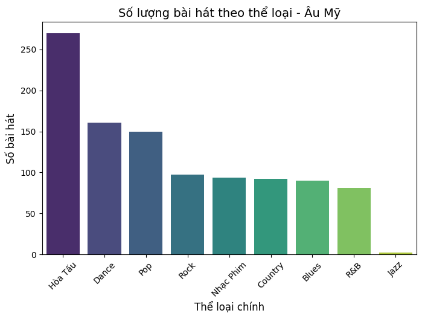 Số lượng bài hát theo thể loại - Âu Mỹ
Số bài hát
250
200
150
100
50
0
Hòa Tấu
Dance
Pop
Rock
Nhạc Phim
Country
Blues
R&B
Jazz
Thể loại chính